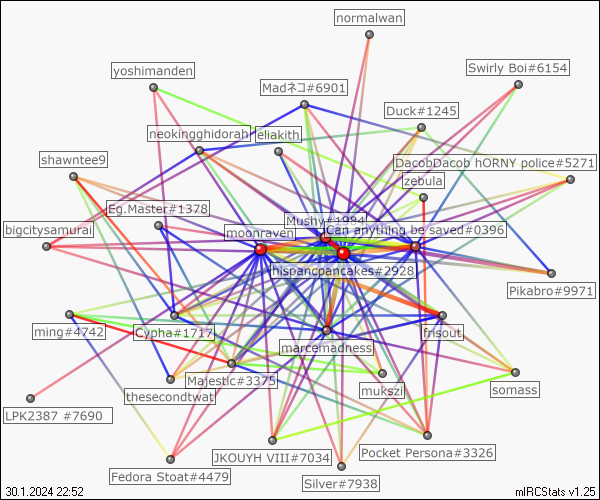 normalwan
yoshimanden
Swirly Boi#6154
Madネコ#6901
Duck#1245
neokingghidorah
eliakith
shawntee9
DacobDacob hORNY police#5271
zebula
Eg.Master#1378
Mushy#1984
bigcitysamurai
moonraven
Can anything be saved#0396
hispancpancakes#2928
Pikabro#9971
ming#4742
Cypha#1717
frisout
marcemadness
Majestic#3375
thesecondtwat
mukszi
somass
LPK2387 #7690
JKOUYH VIII#7034
Pocket Persona#3326
Fedora Stoat#4479
Silver#7938
30.1.2024 22:52
mIRCStats v1.25